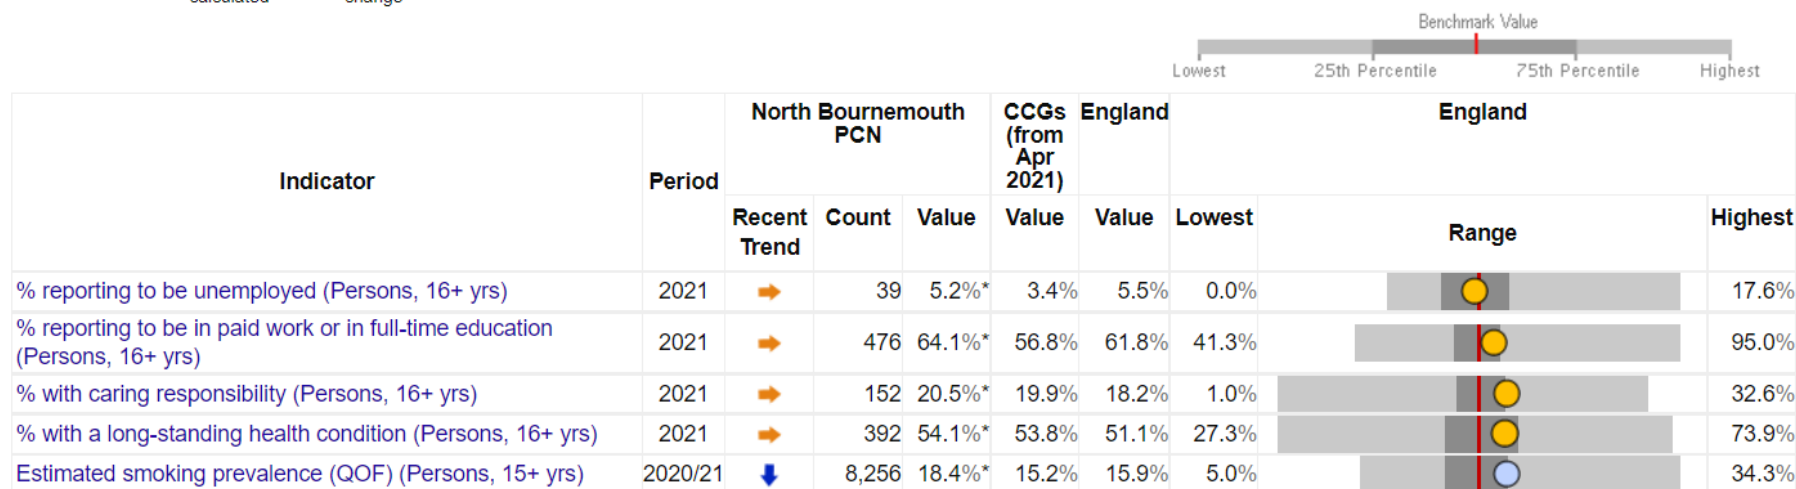 calculated change
Benchmark Value
Lowest 25th Percentile 75th Percentile Highest
Indicator Period North Bournemouth PCN CCGs (from Apr 2021) England England
Recent Trend Count Value Value Value Lowest Range Highest
% reporting to be unemployed (Persons, 16+ yrs) 2021 39 5.2%* 3.4% 5.5% 0.0% 17.6%
% reporting to be in paid work or in full-time education
(Persons, 16+ yrs) 2021 476 64.1%* 56.8% 61.8% 41.3% 95.0%
% with caring responsibility (Persons, 16+ yrs) 2021 152 20.5%* 19.9% 18.2% 1.0% 32.6%
% with a long-standing health condition (Persons, 16+ yrs) 2021 392 54.1%* 53.8% 51.1% 27.3% 73.9%
Estimated smoking prevalence (QOF) (Persons, 15+ yrs) 2020/21 8,256 18.4%* 15.2% 15.9% 5.0% 34.3%